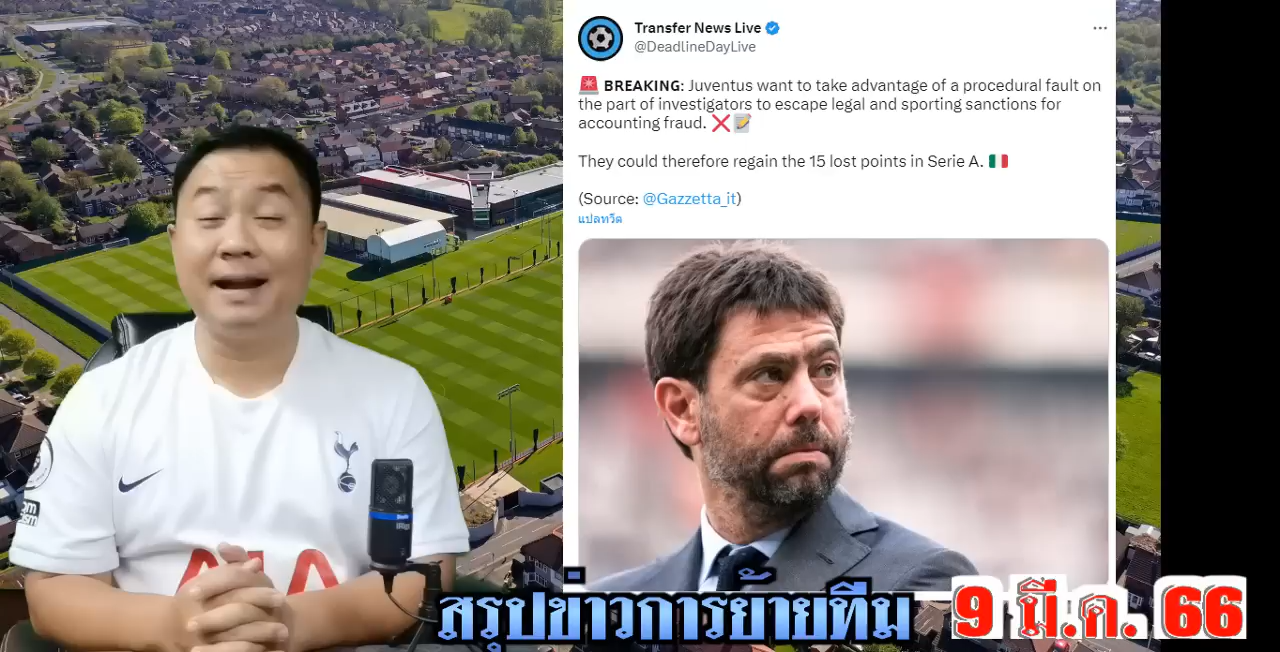 Transfer News Live
@DeadlineDayLive
BREAKING: Juventus want to take advantage of a procedural fault on
the part of investigators to escape legal and sporting sanctions for
accounting fraud.
They could therefore regain the 15 lost points in Serie A.
(Source: @Gazzetta_it)
แปลทวีต
AIA
สรุปข่าวการย้ายทีม 9 มี.ค. 66